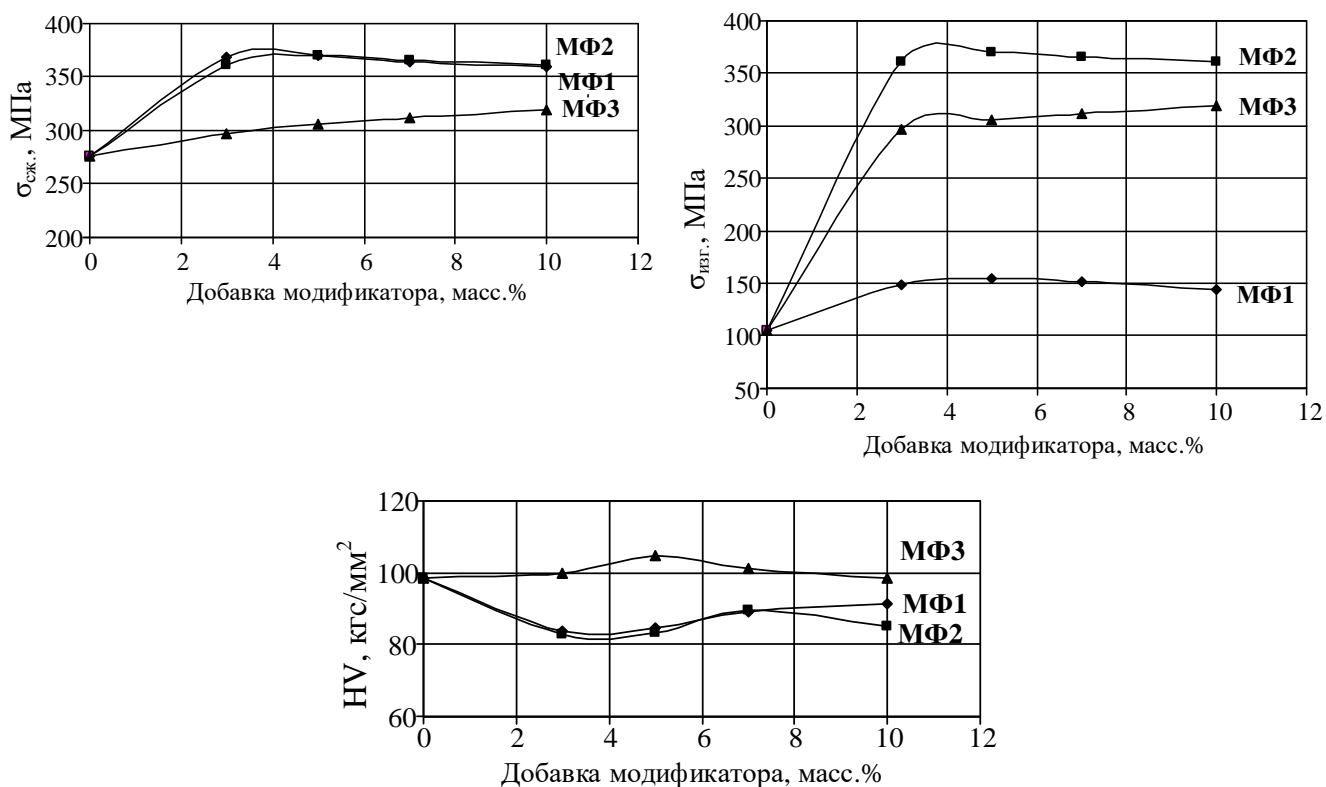 400
350
300
250
200
0 2 4 6 8 10 12
σсж., МПа
Добавка модификатора, масс.%
МФ2
МФ1
МФ3
400
350
300
250
200
150
100
50
0 2 4 6 8 10 12
σизг., МПа
Добавка модификатора, масс.%
МФ2
МФ3
МФ1
120
100
80
60
0 2 4 6 8 10 12
HV, кгс/мм²
Добавка модификатора, масс.%
МФ3
МФ1
МФ2